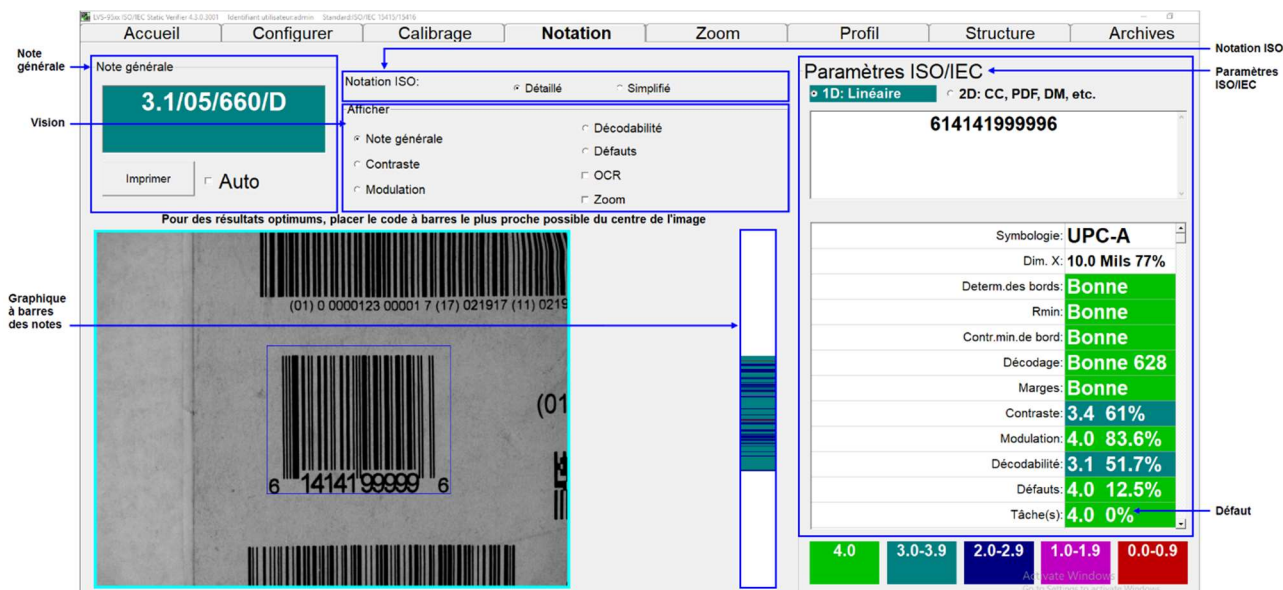 LVS-95xx ISO/IEC Static Verifier 4.3.0.3001 Identifiant utilisateur:admin Standard:ISO/IEC 15415/15416
Accueil Configurer Calibrage Notation Zoom Profil Structure Archives
Note générale
Note générale
3.1/05/660/D
Imprimer
Auto
Vision
Notation ISO:
Détaillé
Simplifié
Afficher
Note générale
Contraste
Modulation
Décodabilité
Défauts
OCR
Zoom
Pour des résultats optimums, placer le code à barres le plus proche possible du centre de l'image
Graphique
à barres
des notes
(01) 0 0000123 00001 7 (17) 021917 (11) 0219
(01
6 14141 99999 6
Notation ISO
Paramètres
ISO/IEC
Paramètres ISO/IEC
1D: Linéaire
2D: CC, PDF, DM, etc.
614141999996
Symbologie: UPC-A
Dim. X: 10.0 Mils 77%
Determ.des bords: Bonne
Rmin: Bonne
Contr.min.de bord: Bonne
Décodage: Bonne 628
Marges: Bonne
Contraste: 3.4 61%
Modulation: 4.0 83.6%
Décodabilité: 3.1 51.7%
Défauts: 4.0 12.5%
Tâche(s): 4.0 0%
Défaut
4.0 3.0-3.9 2.0-2.9 1.0-1.9 0.0-0.9
Activate Windows
Go to Settings to activate Windows.